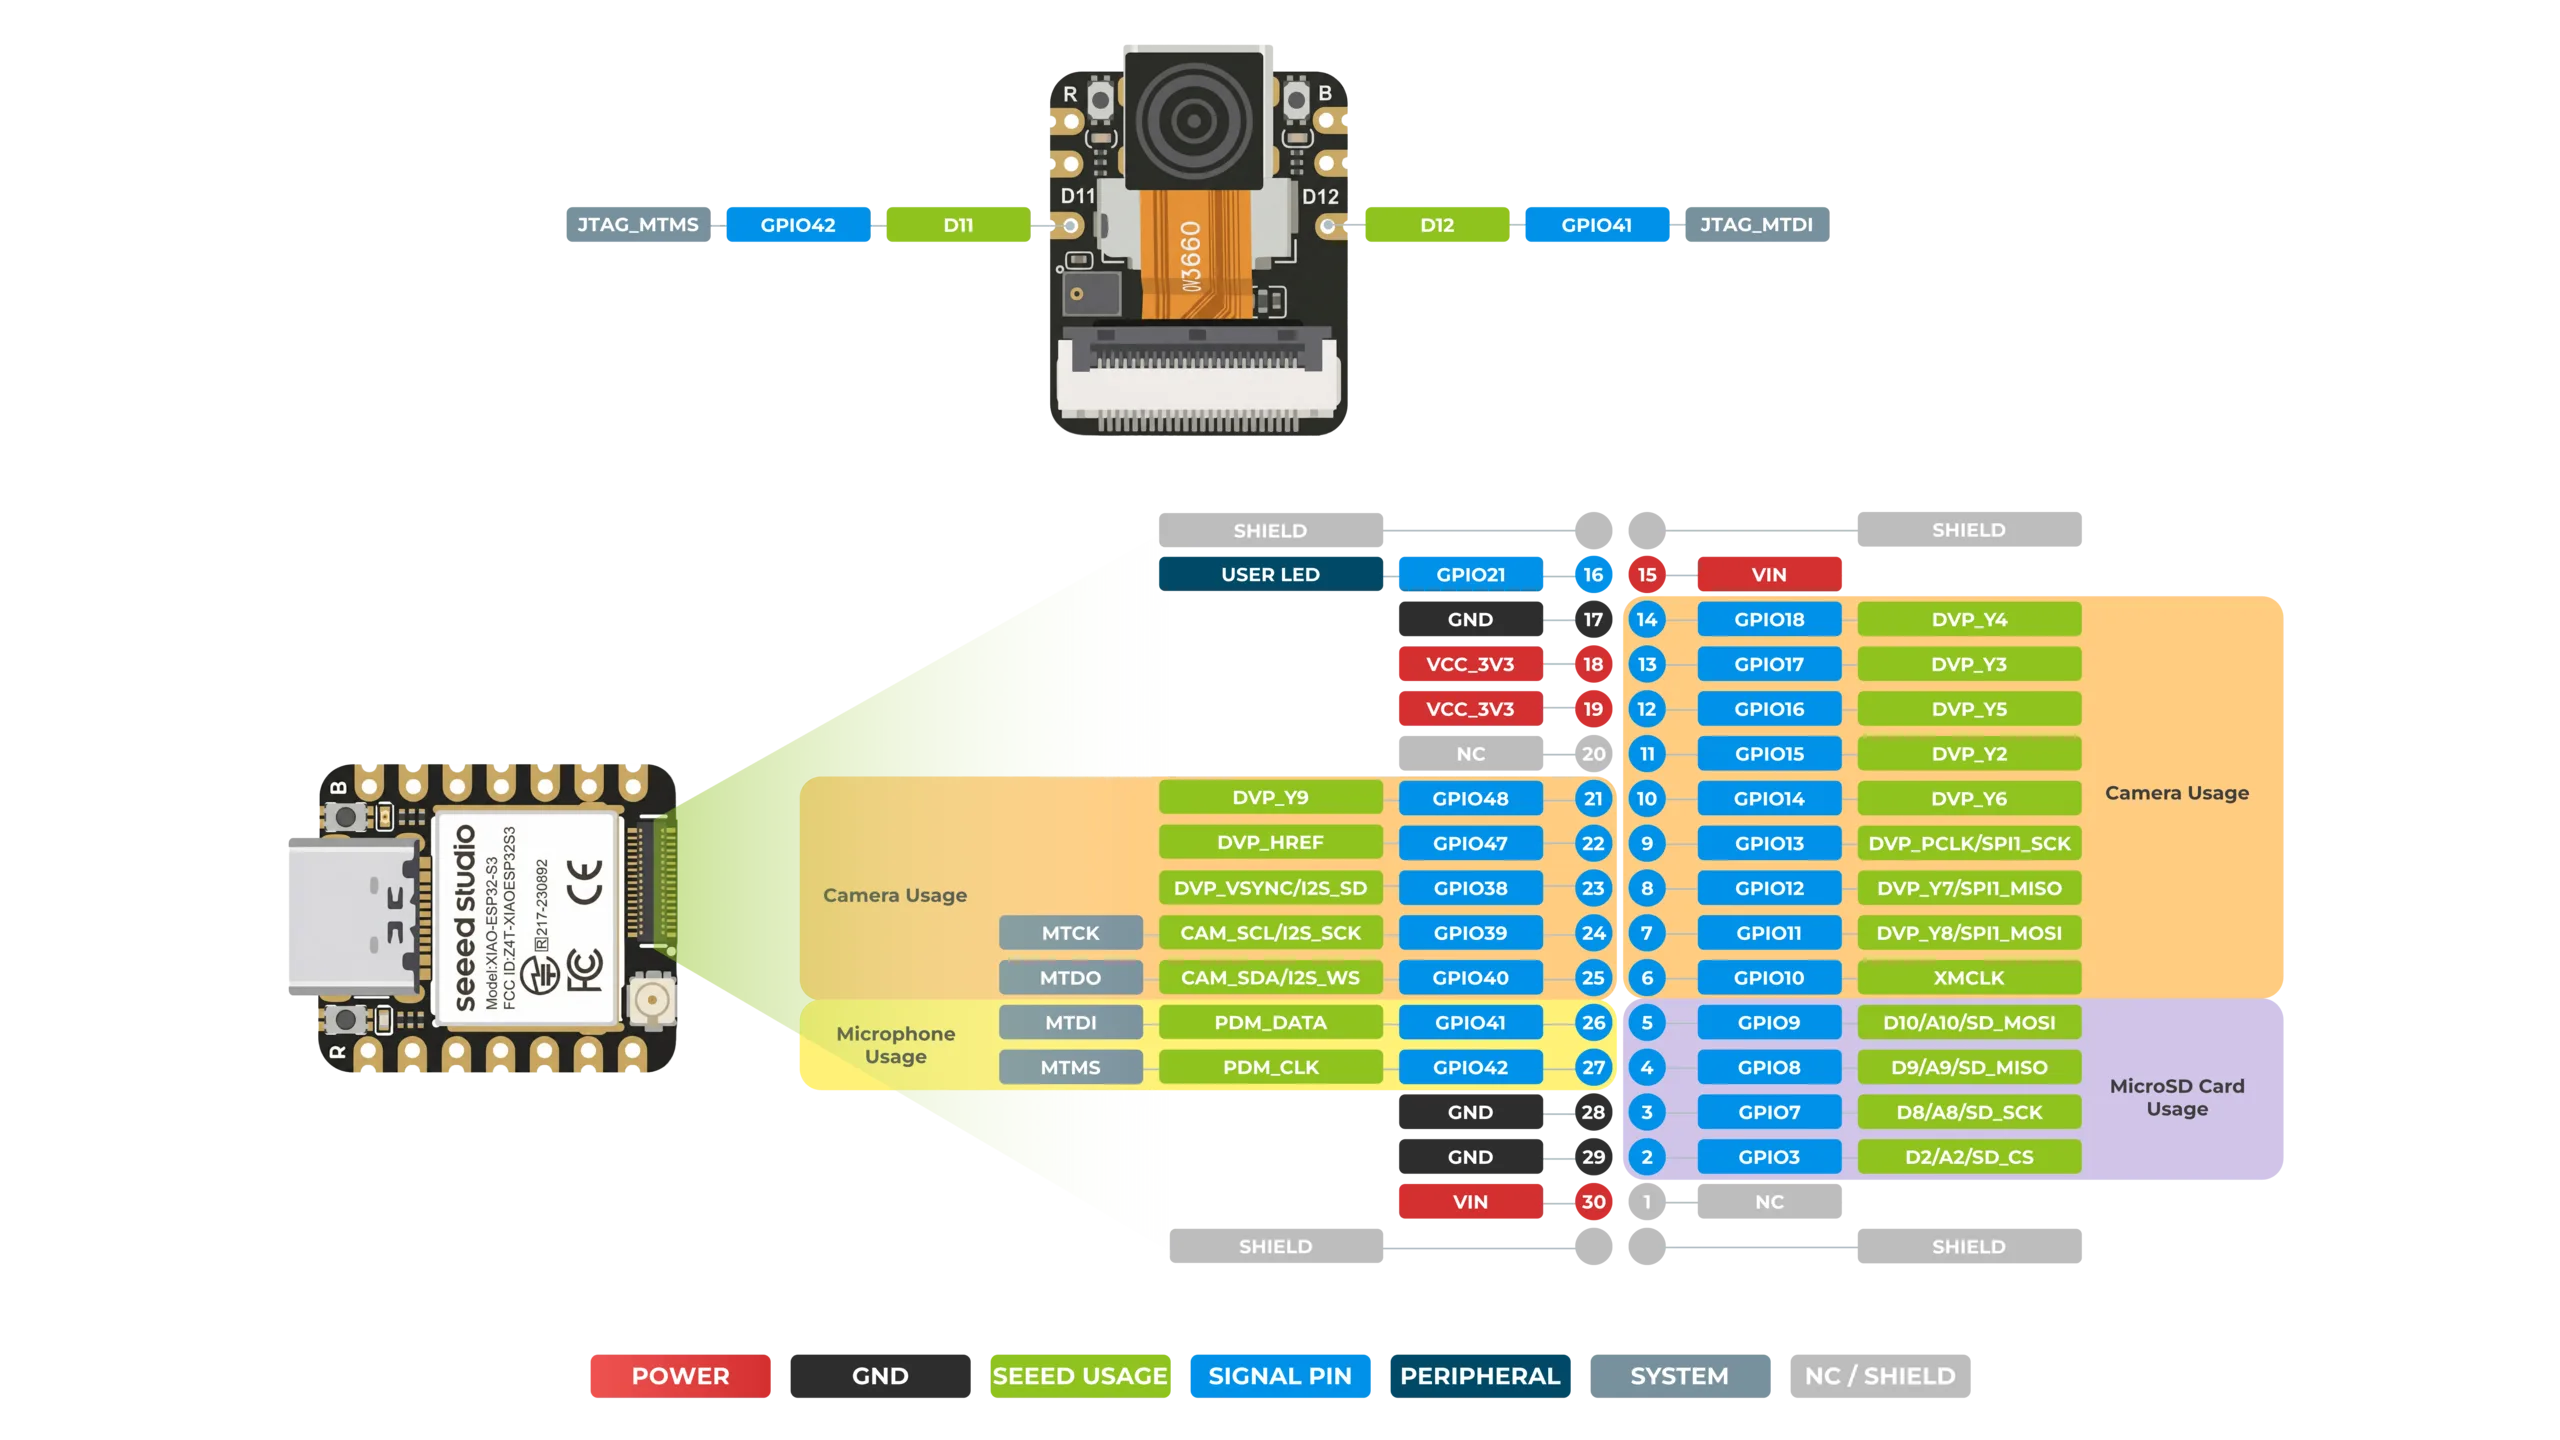 R
B
D11
D12
JTAG_MTMS GPIO42 D11
D12 GPIO41 JTAG_MTDI
OV3660
SHIELD SHIELD
USER LED GPIO21 16 15 VIN
GND 17 14 GPIO18 DVP_Y4
VCC_3V3 18 13 GPIO17 DVP_Y3
VCC_3V3 19 12 GPIO16 DVP_Y5
NC 20 11 GPIO15 DVP_Y2
DVP_Y9 GPIO48 21 10 GPIO14 DVP_Y6
Camera Usage
DVP_HREF GPIO47 22 9 GPIO13 DVP_PCLK/SPI1_SCK
DVP_VSYNC/I2S_SD GPIO38 23 8 GPIO12 DVP_Y7/SPI1_MISO
Camera Usage
MTCK CAM_SCL/I2S_SCK GPIO39 24 7 GPIO11 DVP_Y8/SPI1_MOSI
MTDO CAM_SDA/I2S_WS GPIO40 25 6 GPIO10 XMCLK
Microphone
Usage
MTDI PDM_DATA GPIO41 26 5 GPIO9 D10/A10/SD_MOSI
MTMS PDM_CLK GPIO42 27 4 GPIO8 D9/A9/SD_MISO
MicroSD Card
Usage
GND 28 3 GPIO7 D8/A8/SD_SCK
GND 29 2 GPIO3 D2/A2/SD_CS
VIN 30 1 NC
SHIELD SHIELD
B
R
seeed studio
Model:XIAO-ESP32-S3
FCC ID:Z4T-XIAOESP32S3
R 217-230892
FC CE
POWER GND SEEED USAGE SIGNAL PIN PERIPHERAL SYSTEM NC / SHIELD